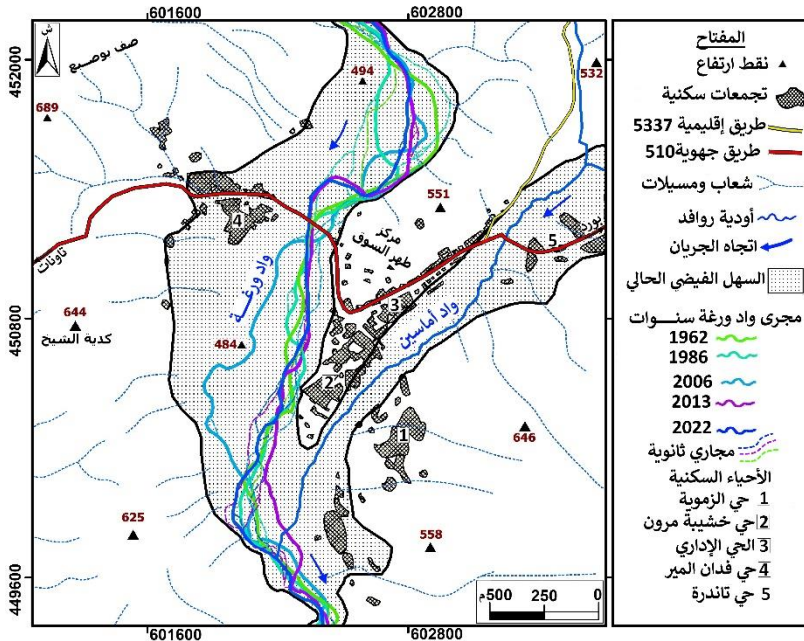 601600
602800
452000
450800
449600
ش
صف بوصبع
494
532
689
551
4
5
بورد
مركز
طهر السوق
تاونات
واد ورغة
واد أماسين
3
644
كدية الشيخ
484
2
1
646
625
558
500م
250
0
601600
602800
المفتاح
نقط ارتفاع
تجمعات سكنية
طريق إقليمية 5337
طريق جهوية510
شعاب ومسيلات
أودية روافد
اتجاه الجريان
السهل الفيضي الحالي
مجرى واد ورغة سنوات
1962
1986
2006
2013
2022
مجاري ثانوية
الأحياء السكنية
1 حي الزموية
2 حي خشيبة مرون
3 الحي الإداري
4 حي فدان المير
5 حي تاندرة